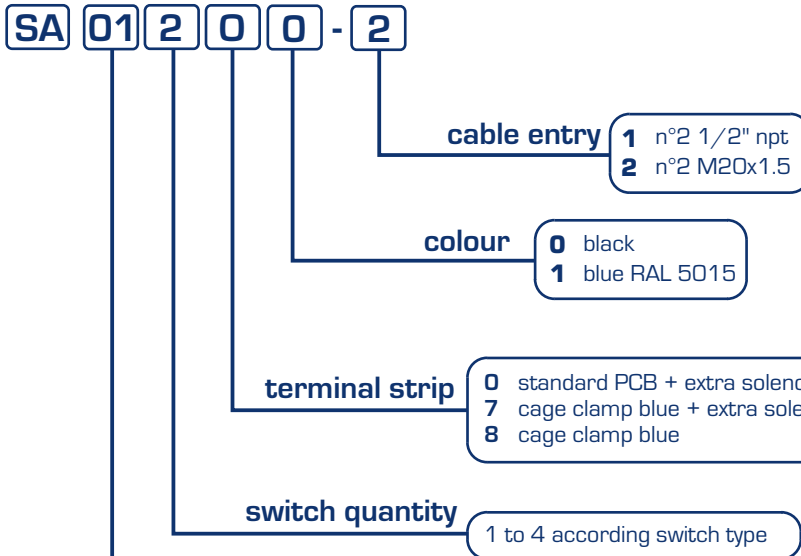 SA 01 2 0 0 - 2
cable entry
1 n°2 1/2" npt
2 n°2 M20x1.5
colour
0 black
1 blue RAL 5015
terminal strip
0 standard PCB + extra
7 cage clamp blue + extra
8 cage clamp blue
switch quantity
1 to 4 according switch type